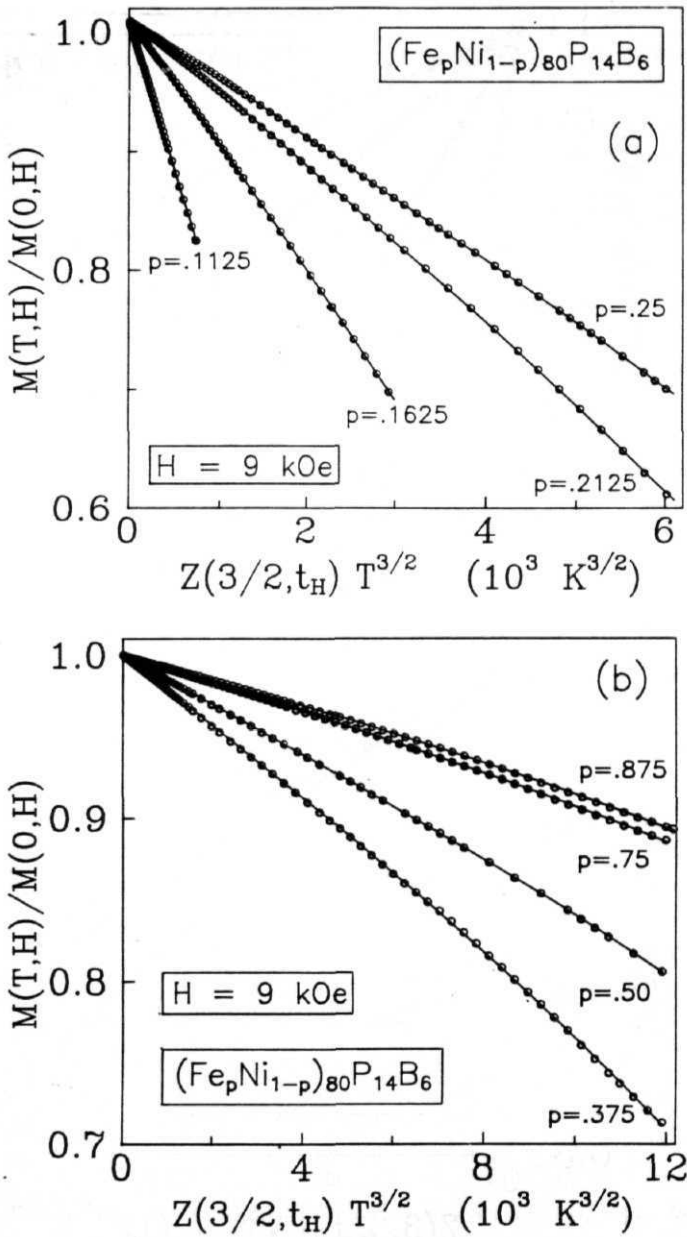 1.0
(Fe_pNi_{1-p})_{80}P_{14}B_6
(a)
M(T,H)/M(0,H)
0.8
p=.1125
p=.25
p=.1625
H = 9 kOe
p=.2125
0.6
0 2 4 6
Z(3/2,t_H) T^{3/2} (10^3 K^{3/2})
1.0
(b)
p=.875
M(T,H)/M(0,H)
0.9
p=.75
H = 9 kOe
p=.50
0.8
(Fe_pNi_{1-p})_{80}P_{14}B_6
p=.375
0.7
0 4 8 12
Z(3/2,t_H) T^{3/2} (10^3 K^{3/2})